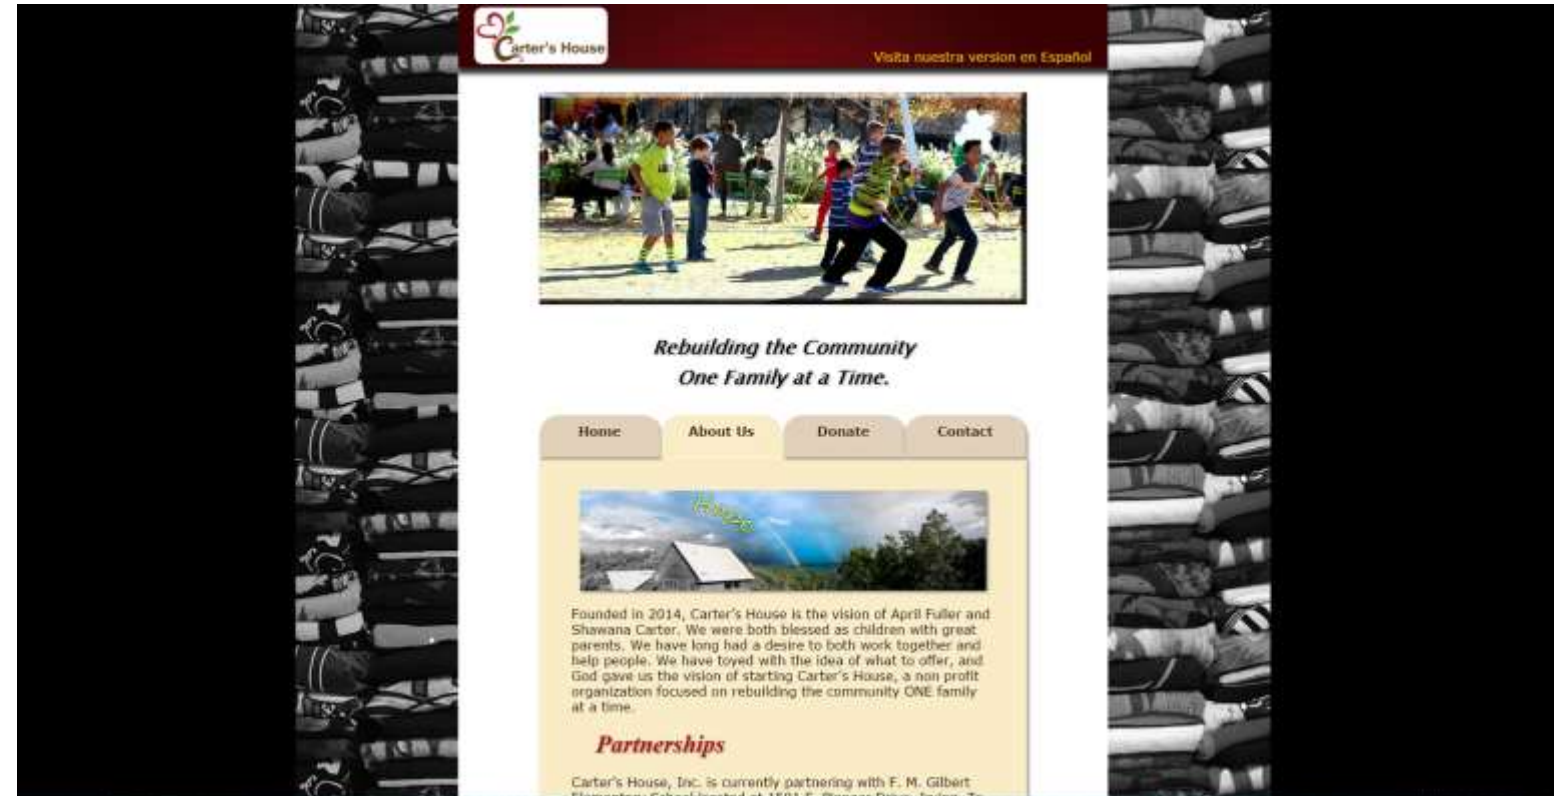 Carter's House
Visita nuestra version en Español
Rebuilding the Community
One Family at a Time.
Home
About Us
Donate
Contact
Hope
Founded in 2014, Carter's House is the vision of April Fuller and
Shawana Carter. We were both blessed as children with great
parents. We have long had a desire to both work together and
help people. We have toyed with the idea of what to offer, and
God gave us the vision of starting Carter's House, a non profit
organization focused on rebuilding the community ONE family
at a time.
Partnerships
Carter's House, Inc. is currently partnering with F. M. Gilbert
Elementary School located at